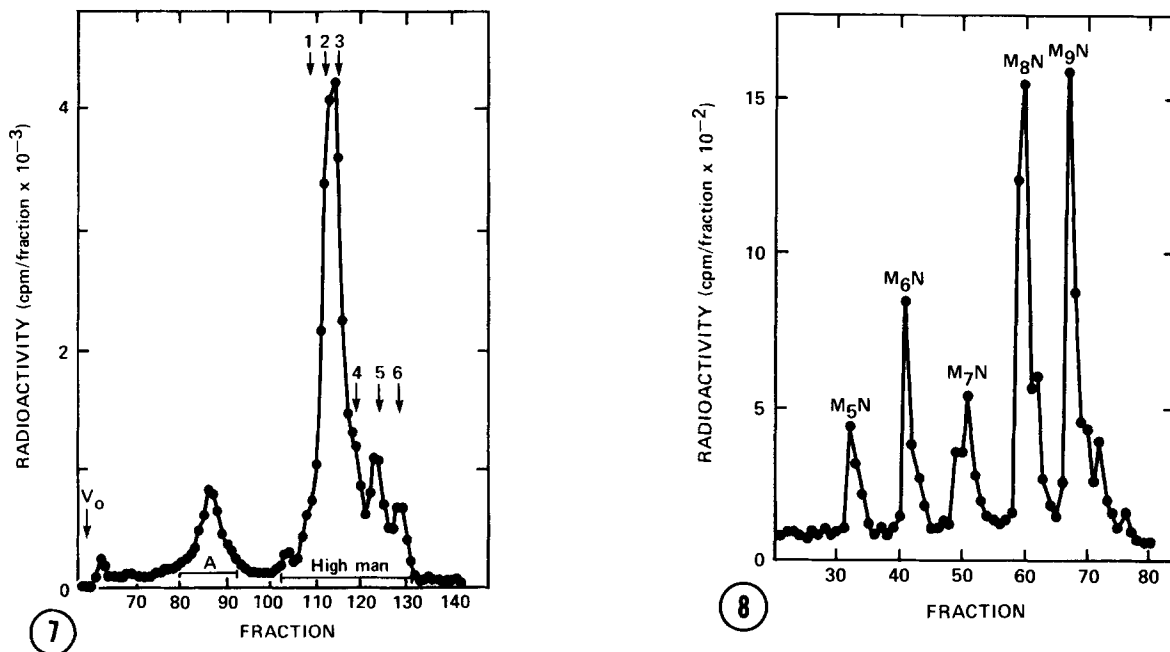 RADIOACTIVITY (cpm/fraction x 10⁻³)
4
2
0
1 2 3
4 5 6
V₀
A
High man
70 80 90 100 110 120 130 140
FRACTION
7
RADIOACTIVITY (cpm/fraction x 10⁻²)
15
10
5
0
M₅N
M₆N
M₇N
M₈N
M₉N
30 40 50 60 70 80
FRACTION
8